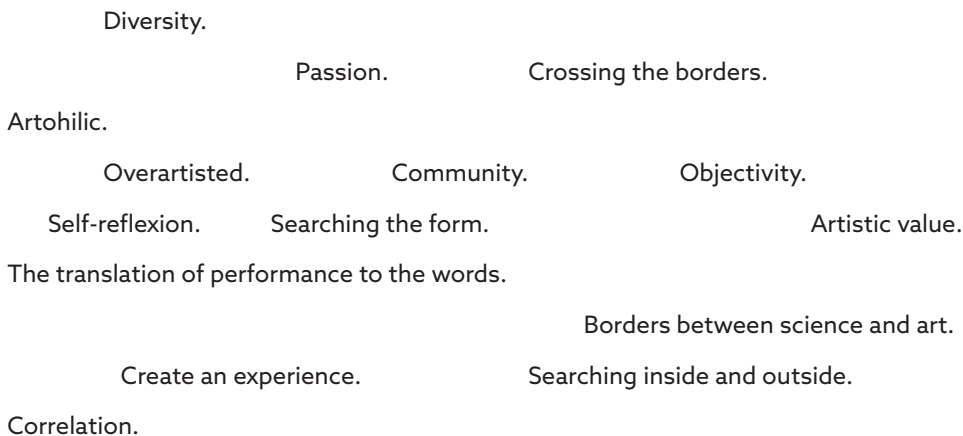 Diversity.
Passion. Crossing the borders.
Artohilic.
Overartisted. Community. Objectivity.
Self-reflexion. Searching the form. Artistic value.
The translation of performance to the words.
Borders between science and art.
Create an experience. Searching inside and outside.
Correlation.